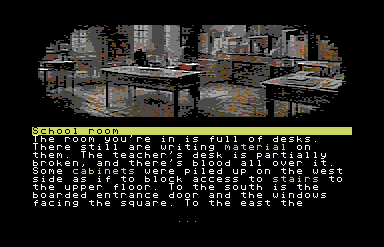 School room
The room you're in is full of desks.
There still are writing material on
them. The teacher's desk is partially
broken, and there's blood all over it.
Some cabinets were piled up on the west
side as if to block access to stairs to
the upper floor. To the south is the
boarded entrance door and the windows
facing the square. To the east the
...